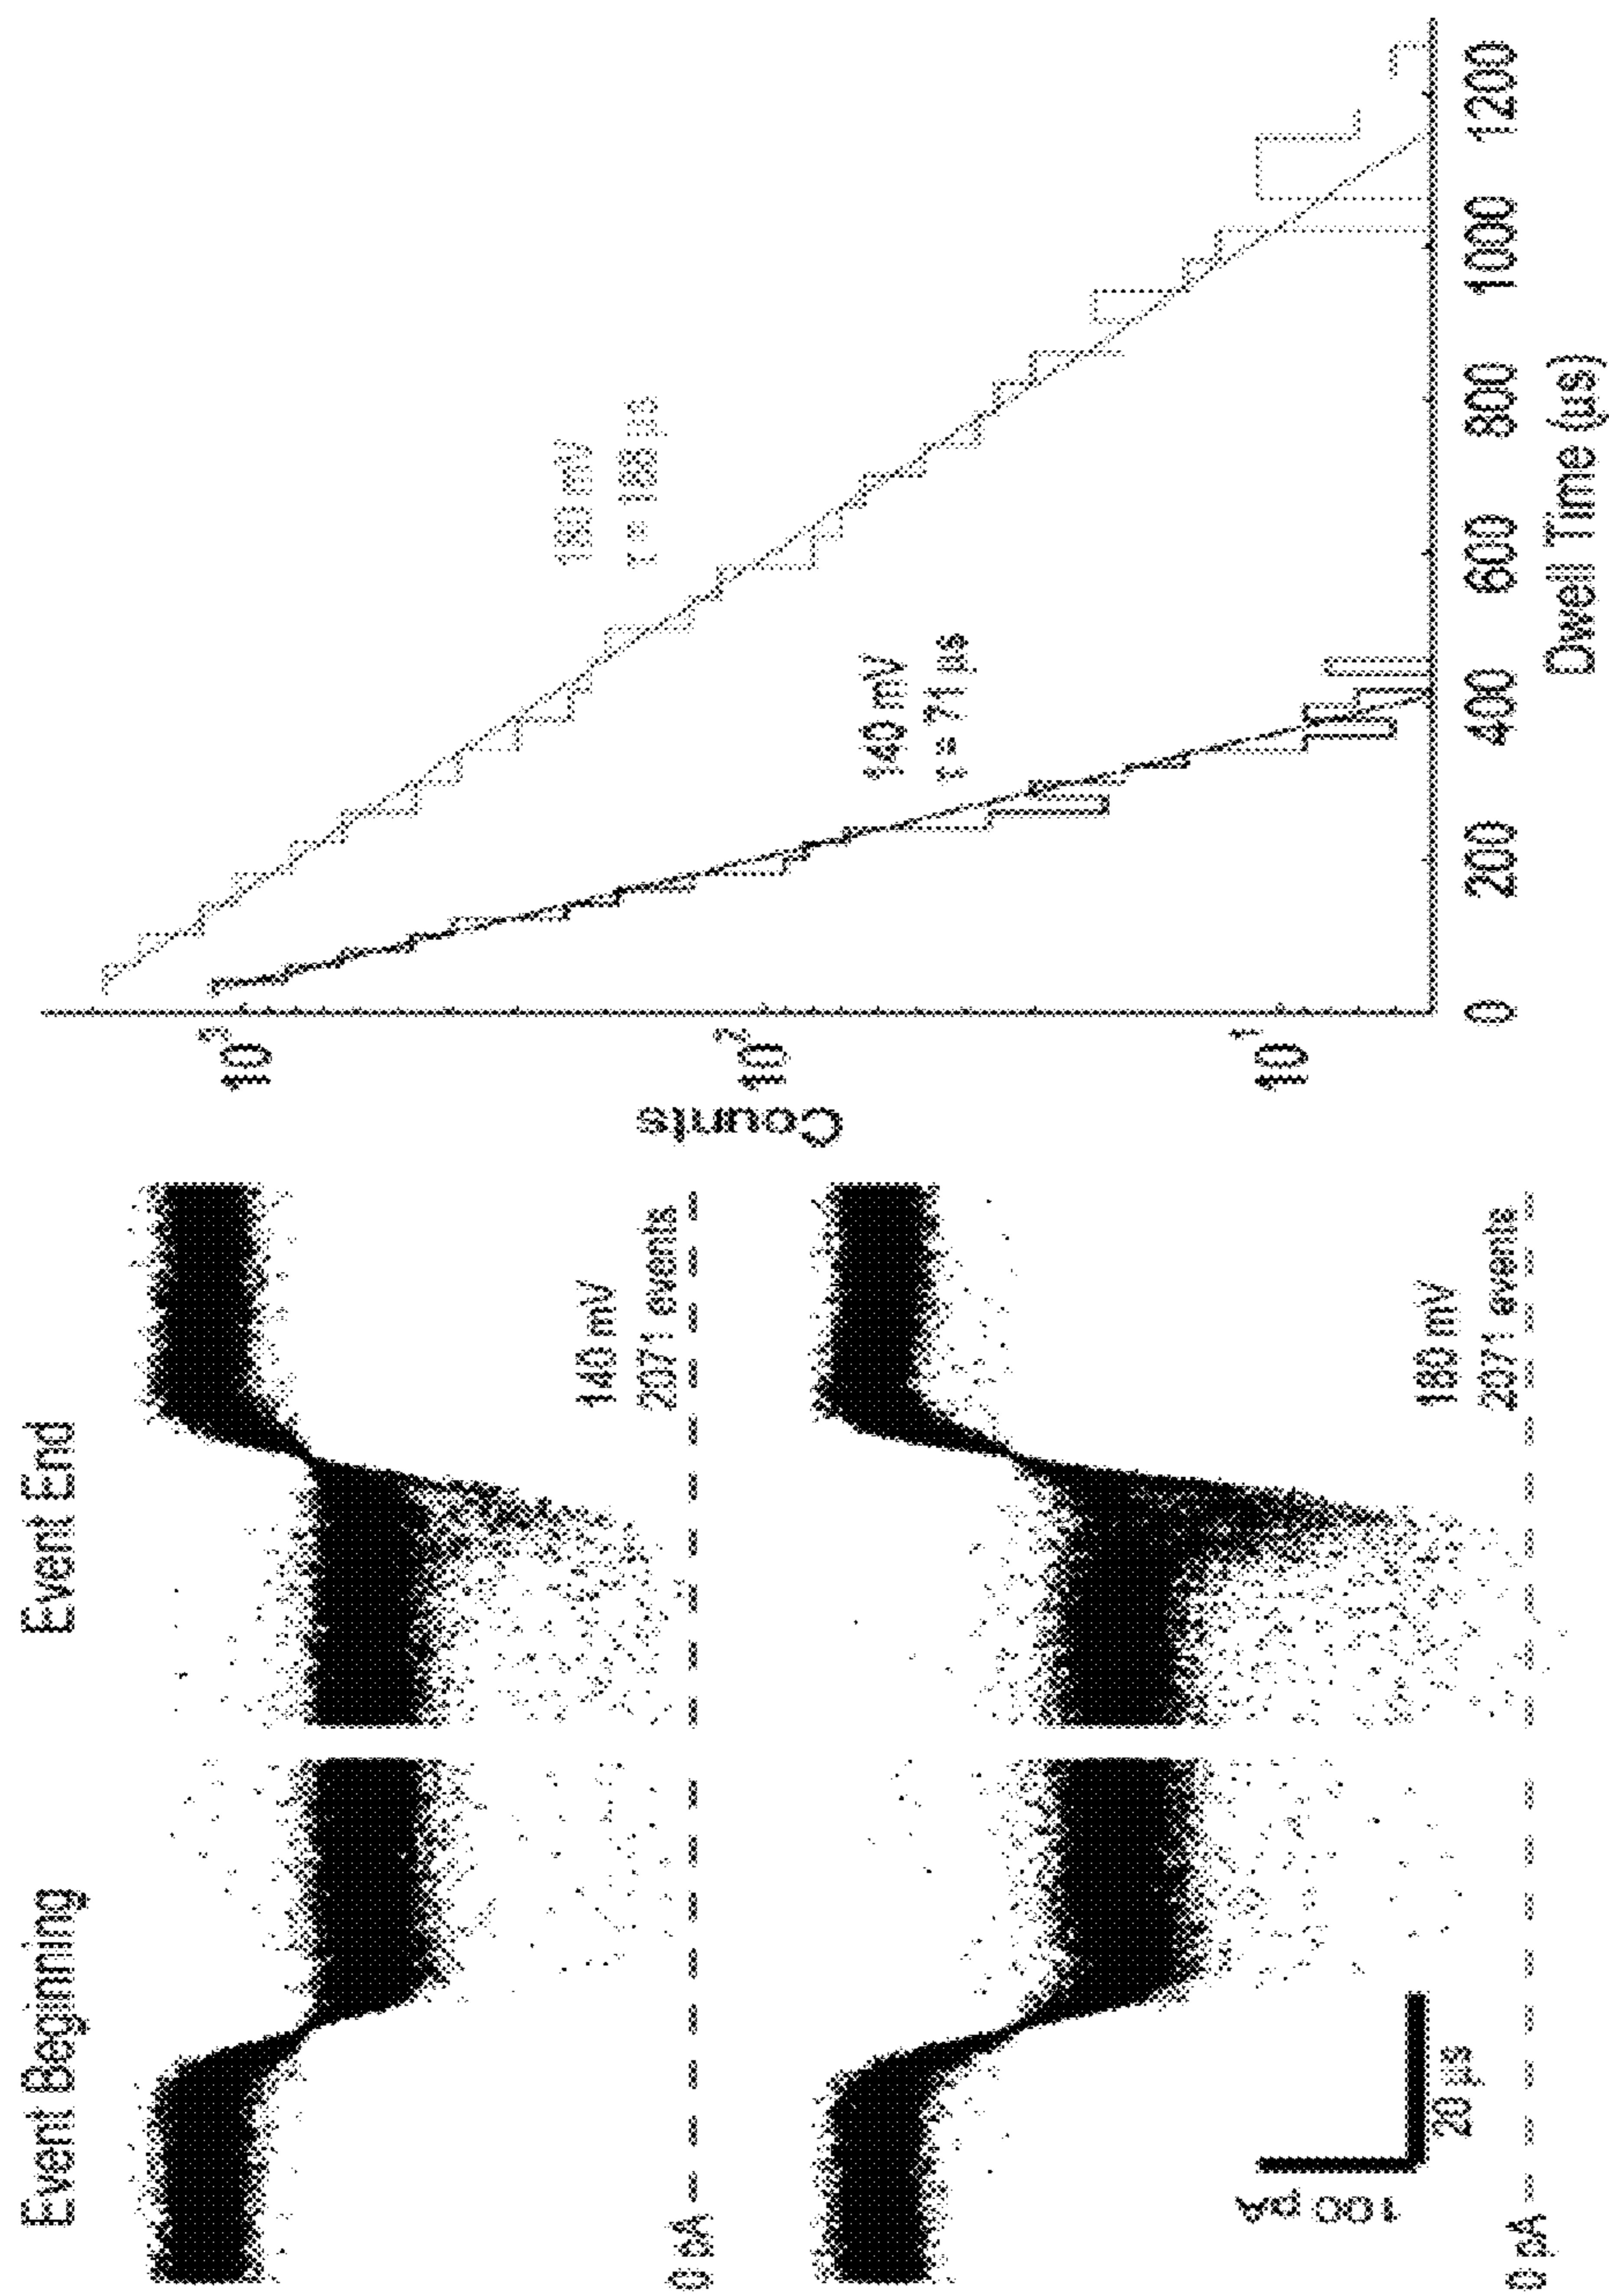 Event Beginning
Event End
140 mV
2071 events
0 pA
180 mV
2071 events
100 pA
20 µs
0 pA
Counts
10³
10²
10¹
180 mV
τ = 188 µs
140 mV
τ = 71 µs
0 200 400 600 800 1000 1200
Dwell Time (µs)